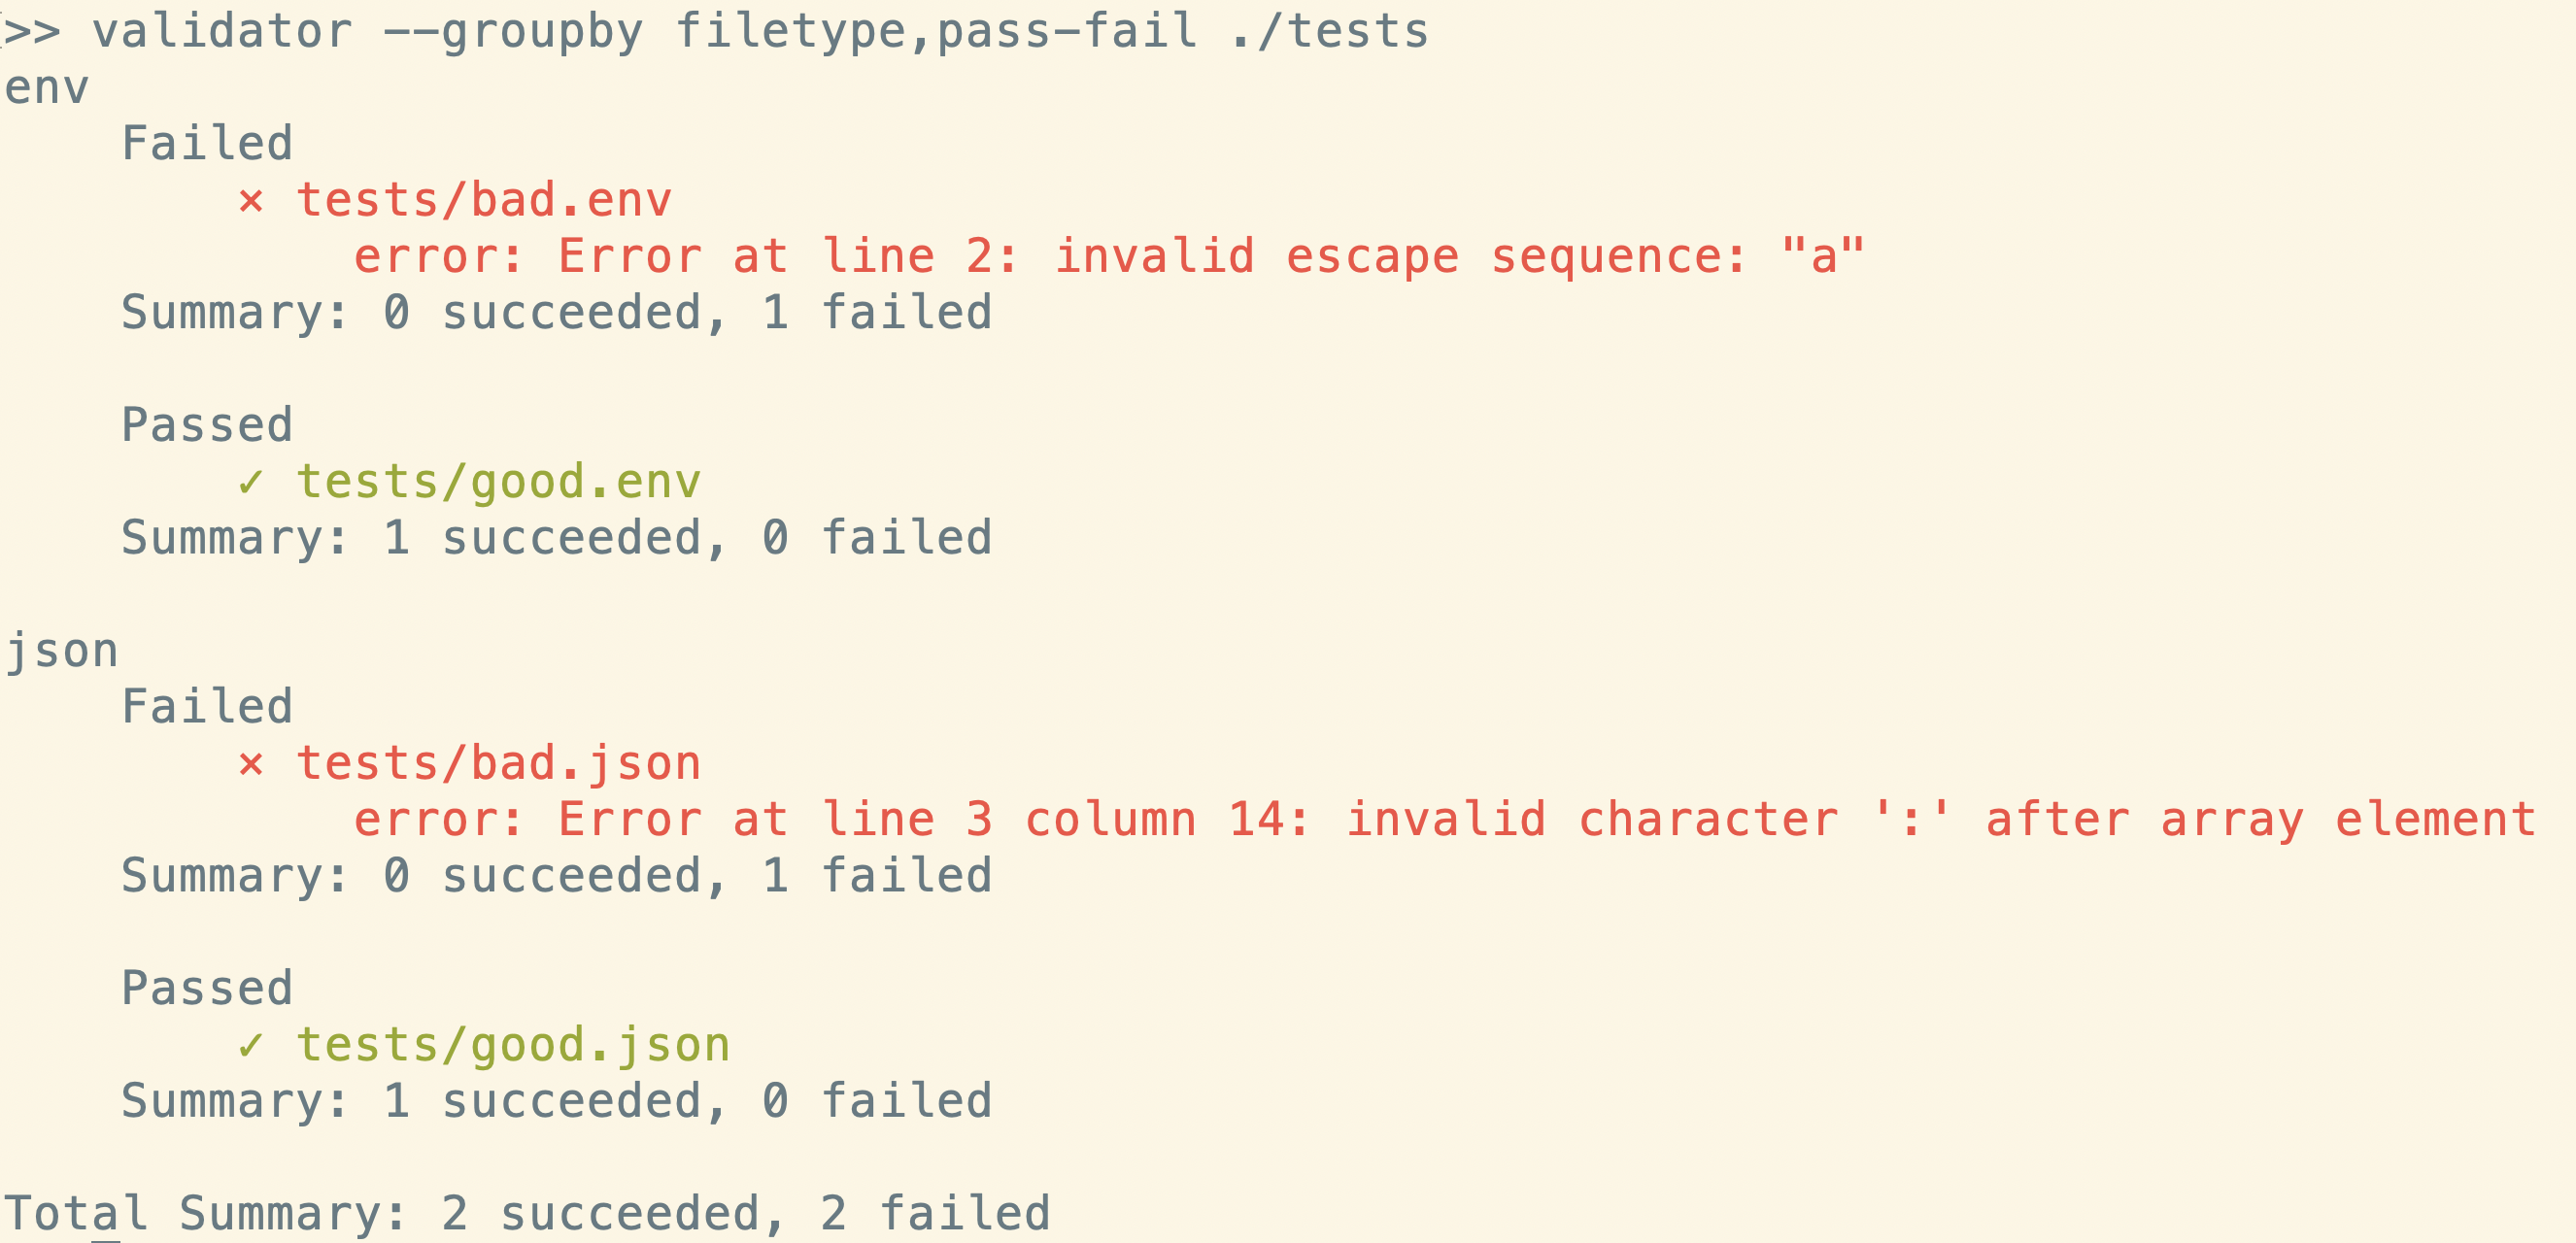 >> validator --groupby filetype,pass-fail ./tests
env
Failed
× tests/bad.env
error: Error at line 2: invalid escape sequence: "a"
Summary: 0 succeeded, 1 failed
Passed
✓ tests/good.env
Summary: 1 succeeded, 0 failed
json
Failed
× tests/bad.json
error: Error at line 3 column 14: invalid character ':' after array element
Summary: 0 succeeded, 1 failed
Passed
✓ tests/good.json
Summary: 1 succeeded, 0 failed
Total Summary: 2 succeeded, 2 failed